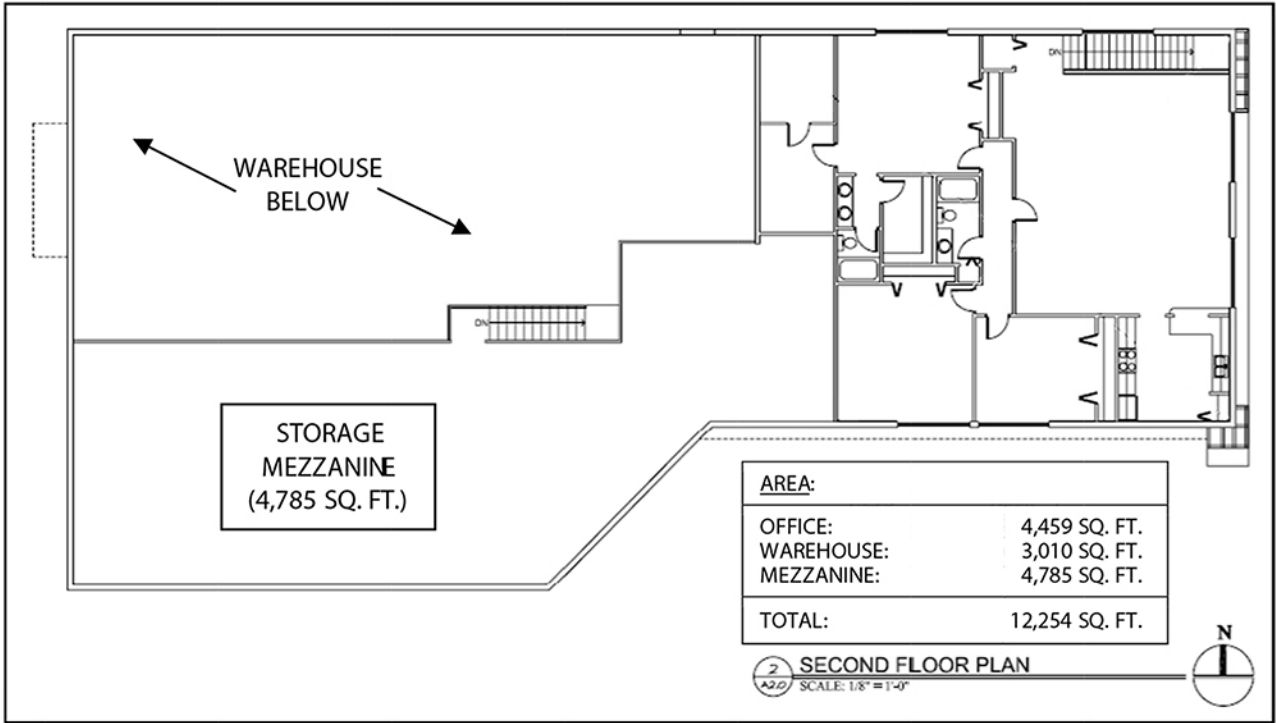 DN
WAREHOUSE
BELOW
DN
STORAGE
MEZZANINE
(4,785 SQ. FT.)
AREA:
OFFICE: 4,459 SQ. FT.
WAREHOUSE: 3,010 SQ. FT.
MEZZANINE: 4,785 SQ. FT.
TOTAL: 12,254 SQ. FT.
N
2
A2.0
SECOND FLOOR PLAN
SCALE: 1/8" = 1'-0"